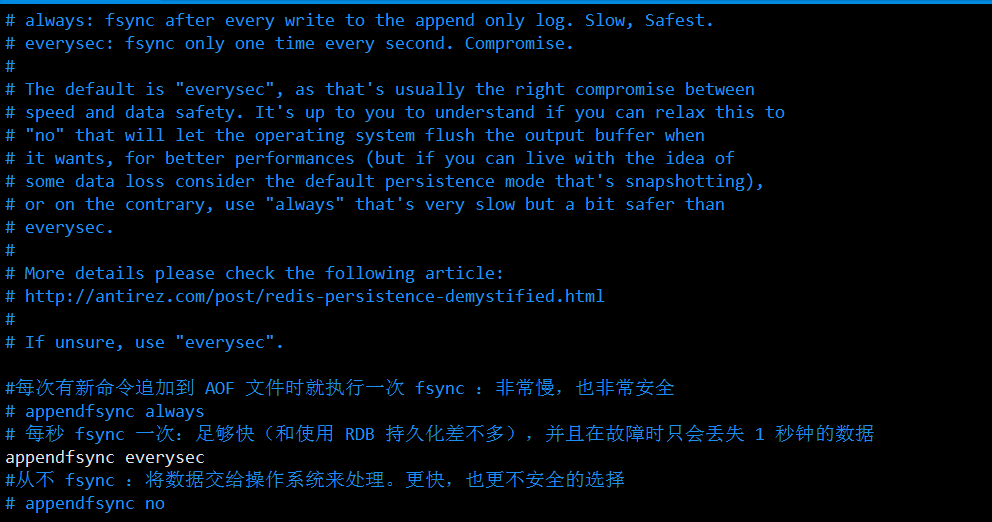 # always: fsync after every write to the append only log. Slow, Safest.
# everysec: fsync only one time every second. Compromise.
#
# The default is "everysec", as that's usually the right compromise between
# speed and data safety. It's up to you to understand if you can relax this to
# "no" that will let the operating system flush the output buffer when
# it wants, for better performances (but if you can live with the idea of
# some data loss consider the default persistence mode that's snapshotting),
# or on the contrary, use "always" that's very slow but a bit safer than
# everysec.
#
# More details please check the following article:
# http://antirez.com/post/redis-persistence-demystified.html
#
# If unsure, use "everysec".

#每次有新命令追加到 AOF 文件时就执行一次 fsync ：非常慢，也非常安全
# appendfsync always
# 每秒 fsync 一次：足够快（和使用 RDB 持久化差不多），并且在故障时只会丢失 1 秒钟的数据
appendfsync everysec
#从不 fsync ：将数据交给操作系统来处理。更快，也更不安全的选择
# appendfsync no